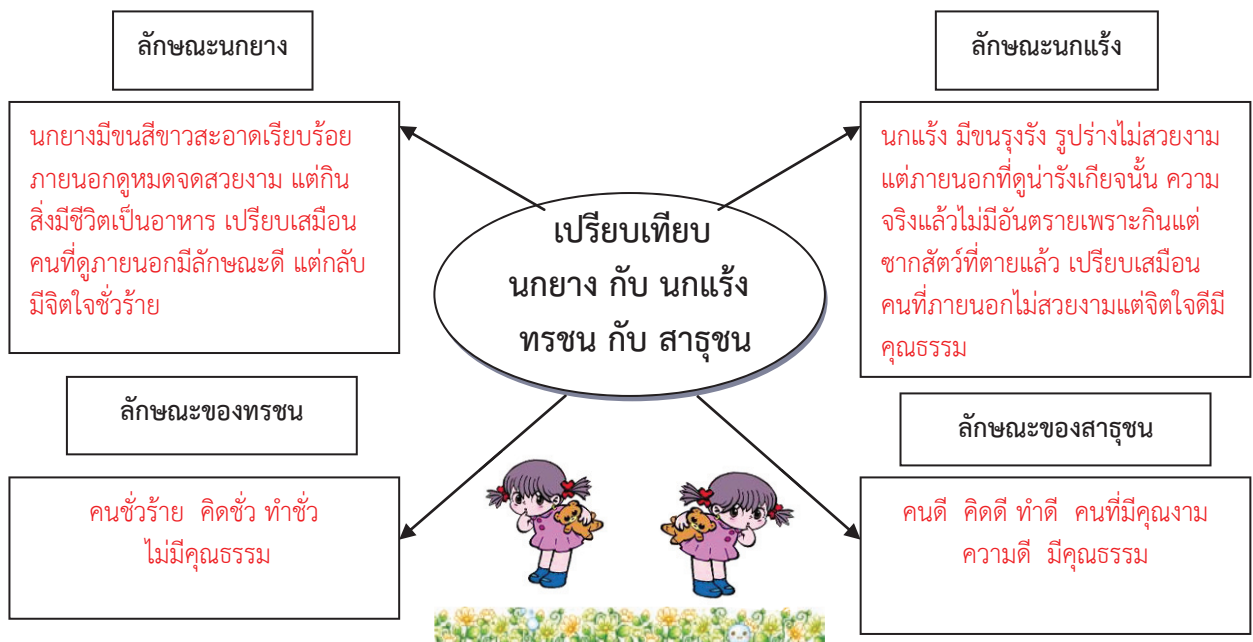 ลักษณะนกยาง
นกยางมีขนสีขาวสะอาดเรียบร้อย
ภายนอกดูหมดจดสวยงาม แต่กิน
สิ่งมีชีวิตเป็นอาหาร เปรียบเสมือน
คนที่ดูภายนอกมีลักษณะดี แต่กลับ
มีจิตใจชั่วร้าย
ลักษณะนกแร้ง
นกแร้ง มีขนรุงรัง รูปร่างไม่สวยงาม
แต่ภายนอกที่ดูน่ารังเกียจนั้น ความ
จริงแล้วไม่มีอันตรายเพราะกินแต่
ซากสัตว์ที่ตายแล้ว เปรียบเสมือน
คนที่ภายนอกไม่สวยงามแต่จิตใจดีมี
คุณธรรม
เปรียบเทียบ
นกยาง กับ นกแร้ง
ทรชน กับ สาธุชน
ลักษณะของทรชน
คนชั่วร้าย คิดชั่ว ทำชั่ว
ไม่มีคุณธรรม
ลักษณะของสาธุชน
คนดี คิดดี ทำดี คนที่มีคุณงาม
ความดี มีคุณธรรม